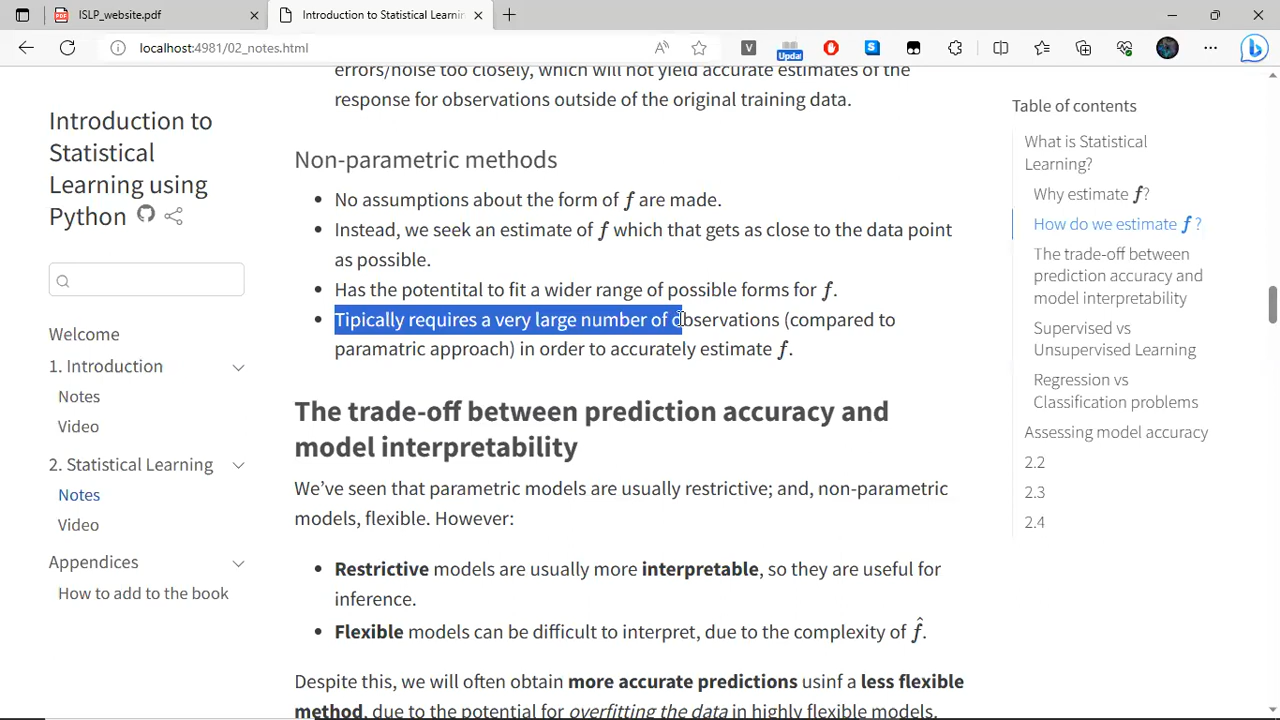 ISLP_website.pdf
Introduction to Statistical Learnin
localhost:4981/02_notes.html
Upda
Introduction to
Statistical
Learning using
Python
Welcome
1. Introduction
Notes
Video
2. Statistical Learning
Notes
Video
Appendices
How to add to the book
errors/noise too closely, which will not yield accurate estimates of the
response for observations outside of the original training data.
Non-parametric methods
• No assumptions about the form of f are made.
• Instead, we seek an estimate of f which that gets as close to the data point
as possible.
• Has the potentital to fit a wider range of possible forms for f.
• Tipically requires a very large number of observations (compared to
paramatric approach) in order to accurately estimate f.
The trade-off between prediction accuracy and
model interpretability
We've seen that parametric models are usually restrictive; and, non-parametric
models, flexible. However:
• Restrictive models are usually more interpretable, so they are useful for
inference.
• Flexible models can be difficult to interpret, due to the complexity of f̂.
Despite this, we will often obtain more accurate predictions usinf a less flexible
method, due to the potential for overfitting the data in highly flexible models.
Table of contents
What is Statistical
Learning?
Why estimate f?
How do we estimate f?
The trade-off between
prediction accuracy and
model interpretability
Supervised vs
Unsupervised Learning
Regression vs
Classification problems
Assessing model accuracy
2.2
2.3
2.4